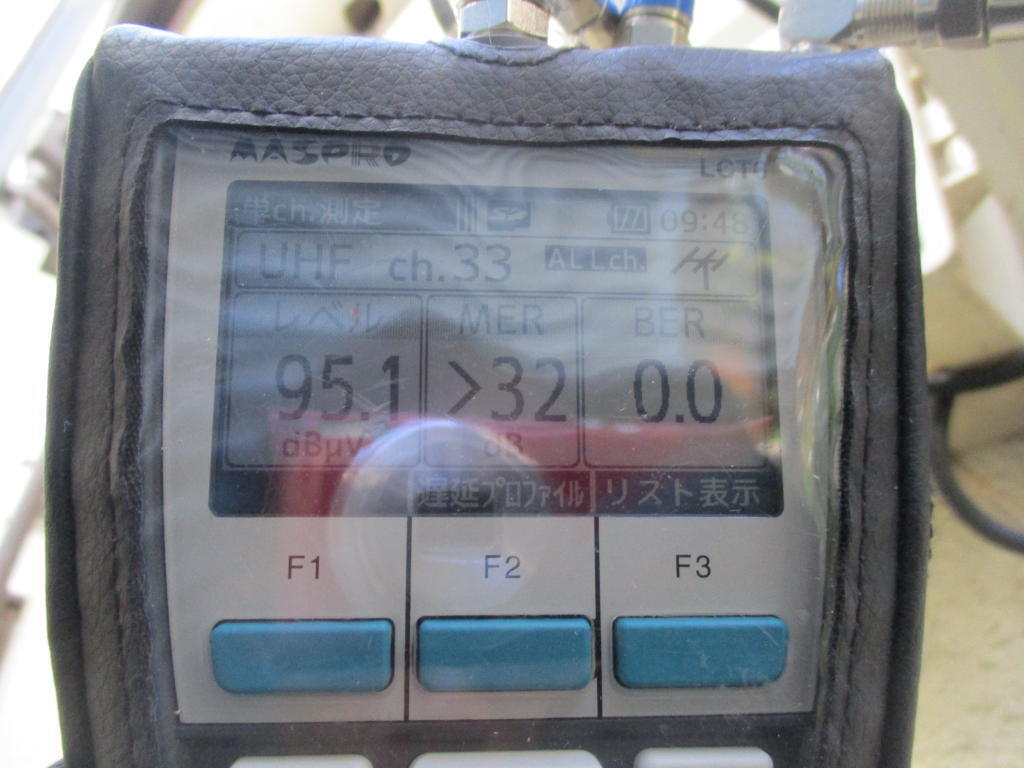 MASPRO
単ch.測定 09:48
UHF ch.33 ALLch.
レベル MER BER
95.1 >32 0.0
dBμV dB
遅延プロファイル リスト表示
F1 F2 F3